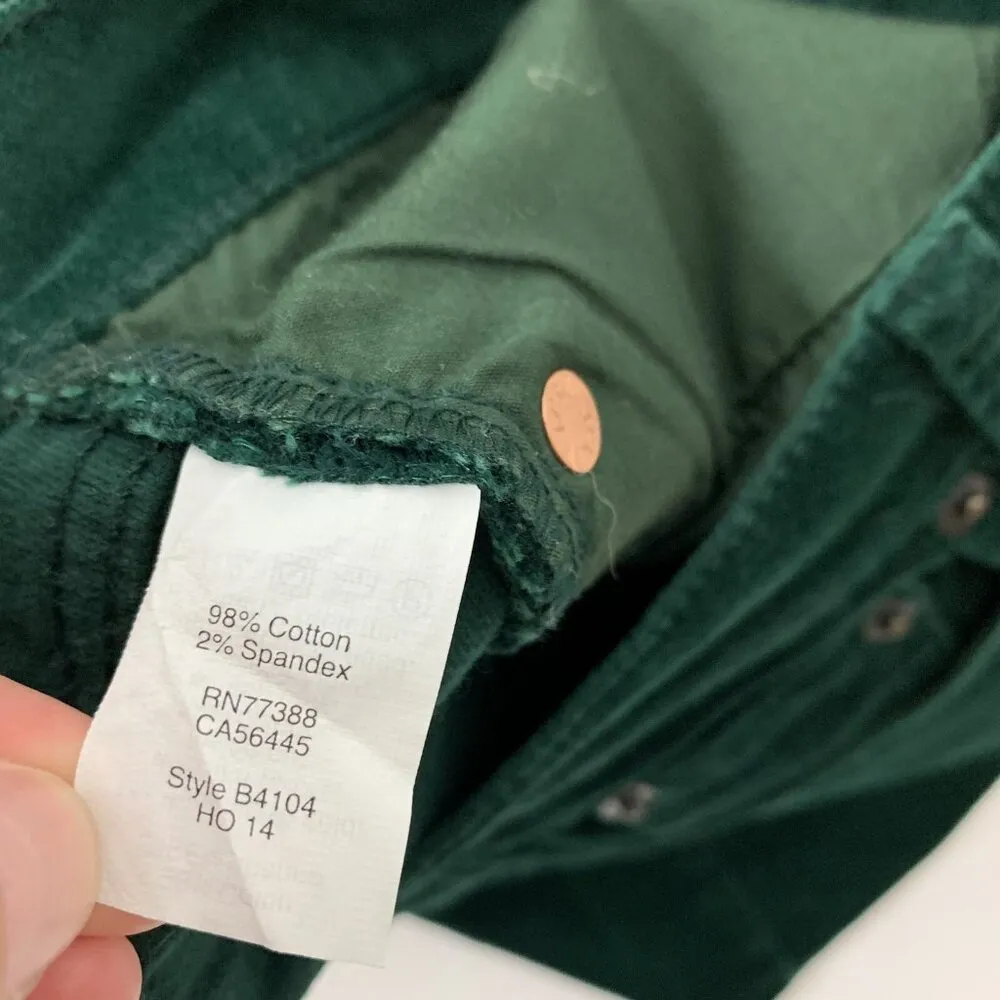 98% Cotton
2% Spandex
RN77388
CA56445
Style B4104
HO 14